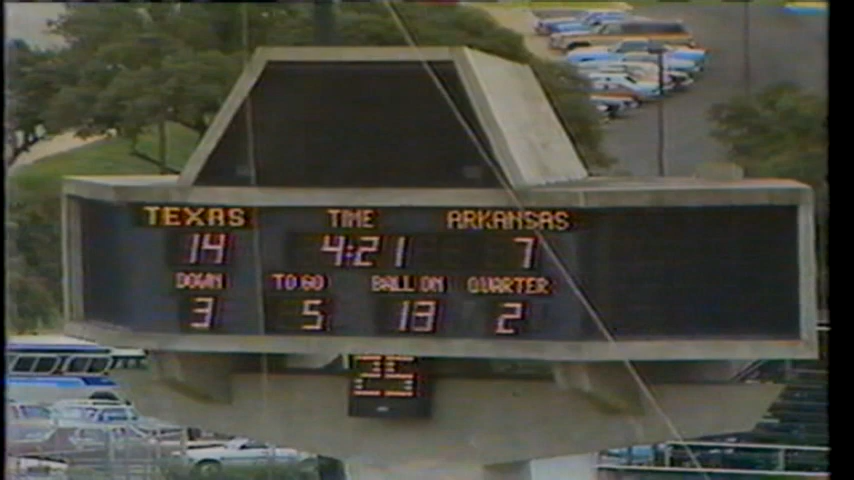 TEXAS TIME ARKANSAS
14 4:21 7
DOWN TO GO BALL ON QUARTER
3 5 13 2
25